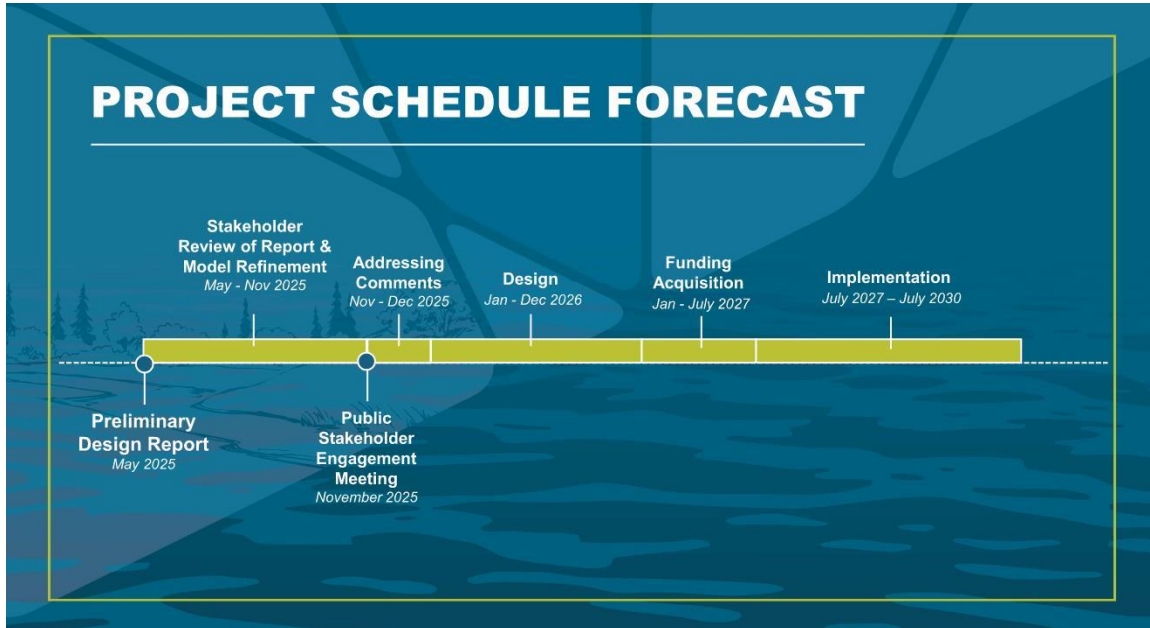 PROJECT SCHEDULE FORECAST
Stakeholder
Review of Report &
Model Refinement
May - Nov 2025
Addressing
Comments
Nov - Dec 2025
Design
Jan - Dec 2026
Funding
Acquisition
Jan - July 2027
Implementation
July 2027 – July 2030
Preliminary
Design Report
May 2025
Public
Stakeholder
Engagement
Meeting
November 2025